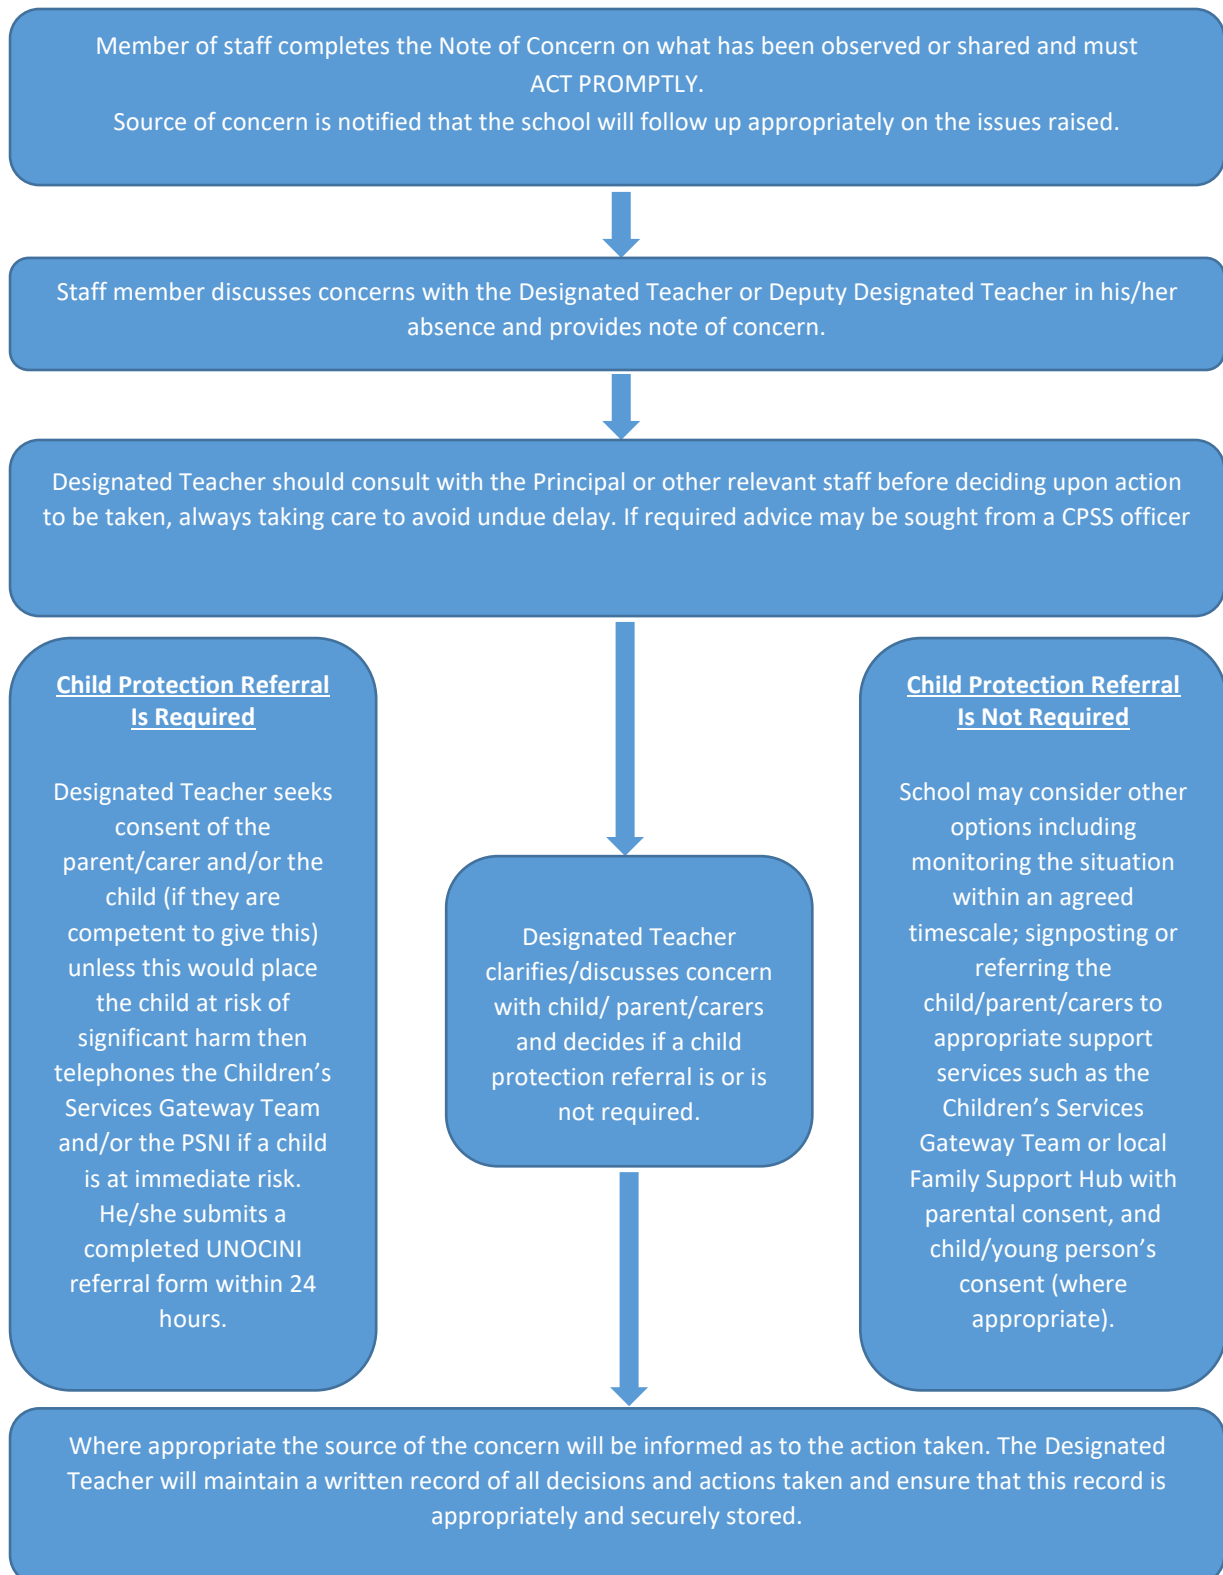 Member of staff completes the Note of Concern on what has been observed or shared and must
ACT PROMPTLY.
Source of concern is notified that the school will follow up appropriately on the issues raised.
Staff member discusses concerns with the Designated Teacher or Deputy Designated Teacher in his/her
absence and provides note of concern.
Designated Teacher should consult with the Principal or other relevant staff before deciding upon action
to be taken, always taking care to avoid undue delay. If required advice may be sought from a CPSS officer
Child Protection Referral
Is Required
Designated Teacher seeks
consent of the
parent/carer and/or the
child (if they are
competent to give this)
unless this would place
the child at risk of
significant harm then
telephones the Children's
Services Gateway Team
and/or the PSNI if a child
is at immediate risk.
He/she submits a
completed UNOCINI
referral form within 24
hours.
Designated Teacher
clarifies/discusses concern
with child/ parent/carers
and decides if a child
protection referral is or is
not required.
Child Protection Referral
Is Not Required
School may consider other
options including
monitoring the situation
within an agreed
timescale; signposting or
referring the
child/parent/carers to
appropriate support
services such as the
Children's Services
Gateway Team or local
Family Support Hub with
parental consent, and
child/young person's
consent (where
appropriate).
Where appropriate the source of the concern will be informed as to the action taken. The Designated
Teacher will maintain a written record of all decisions and actions taken and ensure that this record is
appropriately and securely stored.